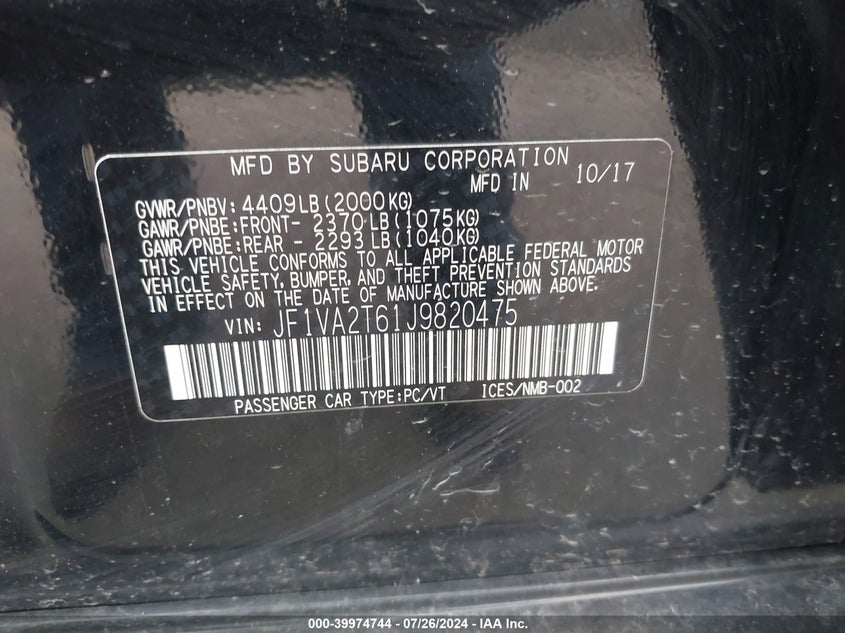 MFD BY SUBARU CORPORATION
MFD IN 10/17
GVWR/PNBV: 4409LB(2000KG)
GAWR/PNBE:FRONT- 2370LB(1075KG)
GAWR/PNBE:REAR - 2293LB(1040KG)
THIS VEHICLE CONFORMS TO ALL APPLICABLE FEDERAL MOTOR
VEHICLE SAFETY, BUMPER, AND THEFT PREVENTION STANDARDS
IN EFFECT ON THE DATE OF MANUFACTURE SHOWN ABOVE.
VIN: JF1VA2T61J9820475
PASSENGER CAR TYPE:PC/VT ICES/NMB-002
000-39974744 - 07/26/2024 - IAA Inc.